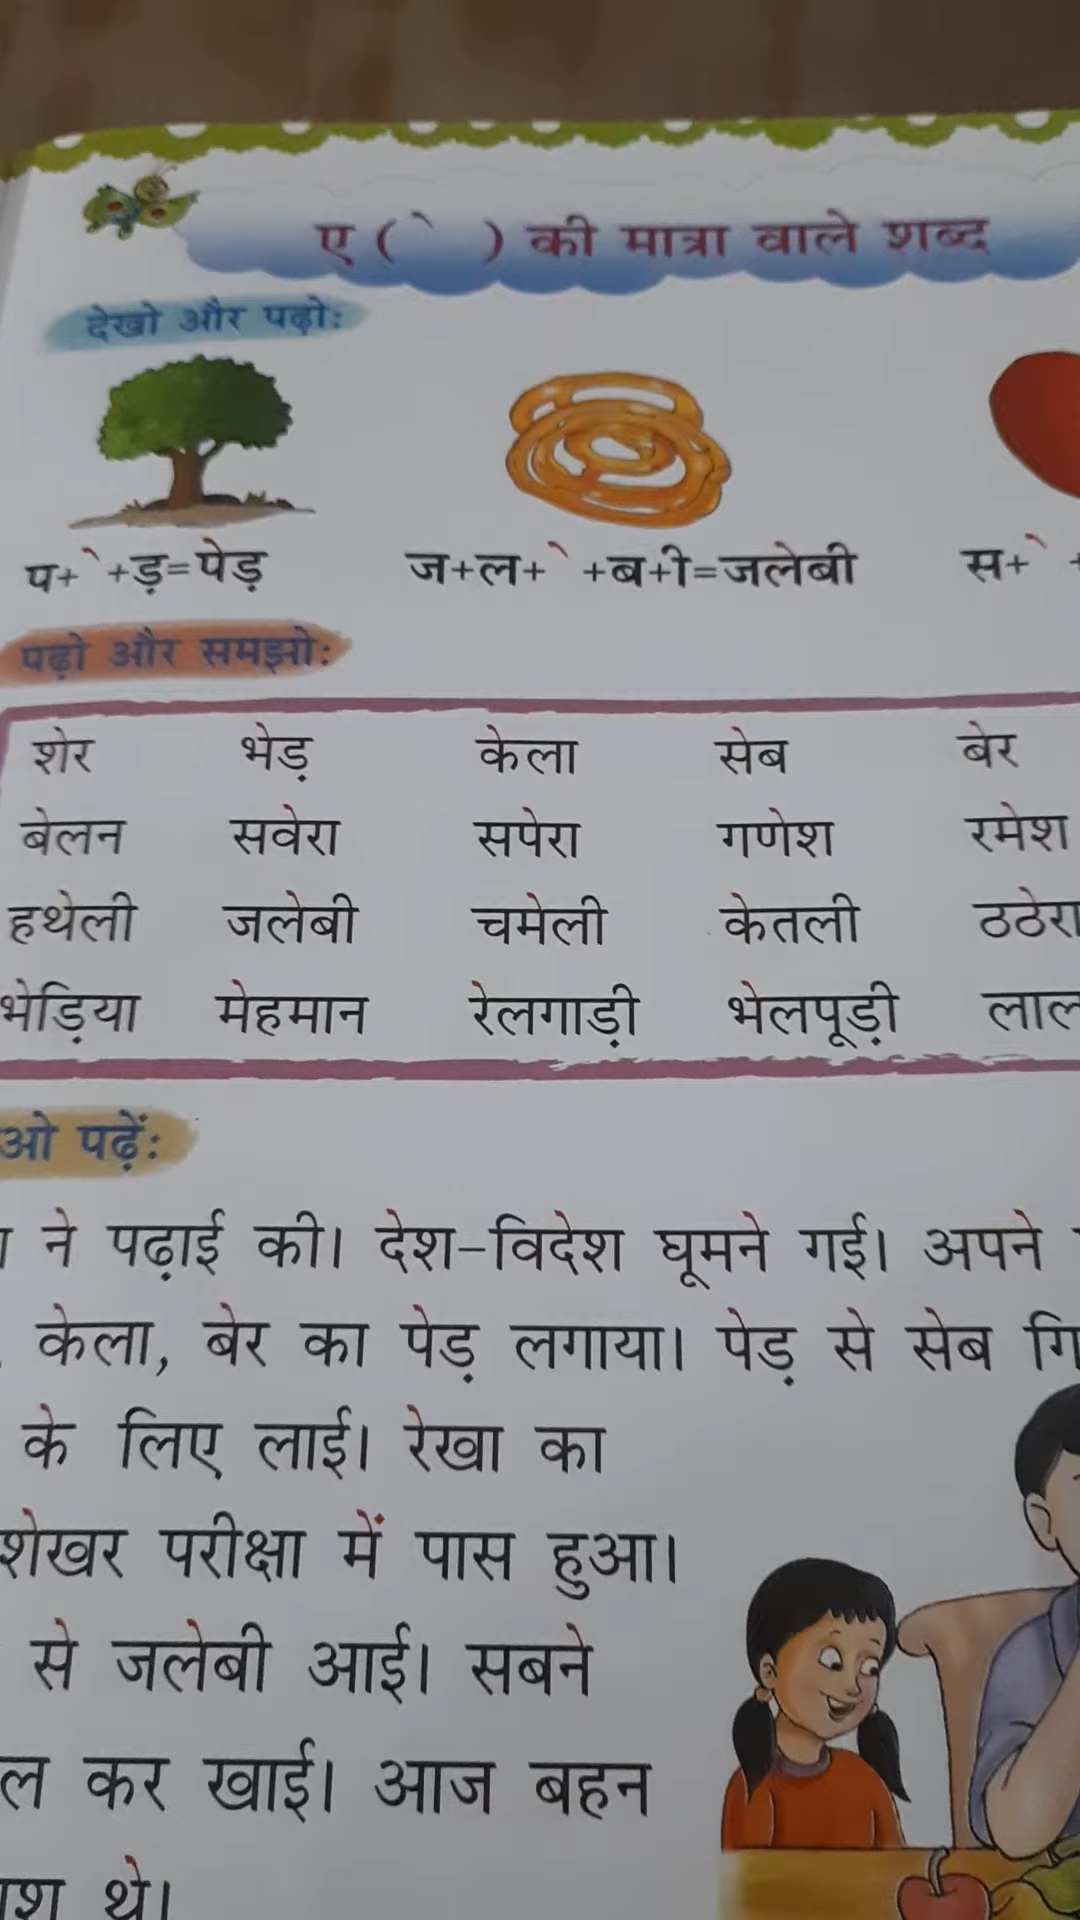 ए ( े ) की मात्रा वाले शब्द
देखो और पढ़ो:
प+ े +ड़=पेड़ ज+ल+ े +ब+ी=जलेबी स+ े +
पढ़ो और समझो:
शेर भेड़ केला सेब बेर
बेलन सवेरा सपेरा गणेश रमेश
हथेली जलेबी चमेली केतली ठठेरा
भेड़िया मेहमान रेलगाड़ी भेलपूड़ी लाल
ओ पढ़ें:
ने पढ़ाई की। देश-विदेश घूमने गई। अपने
केला, बेर का पेड़ लगाया। पेड़ से सेब गि
के लिए लाई। रेखा का
शेखर परीक्षा में पास हुआ।
से जलेबी आई। सबने
ल कर खाई। आज बहन
श थे।